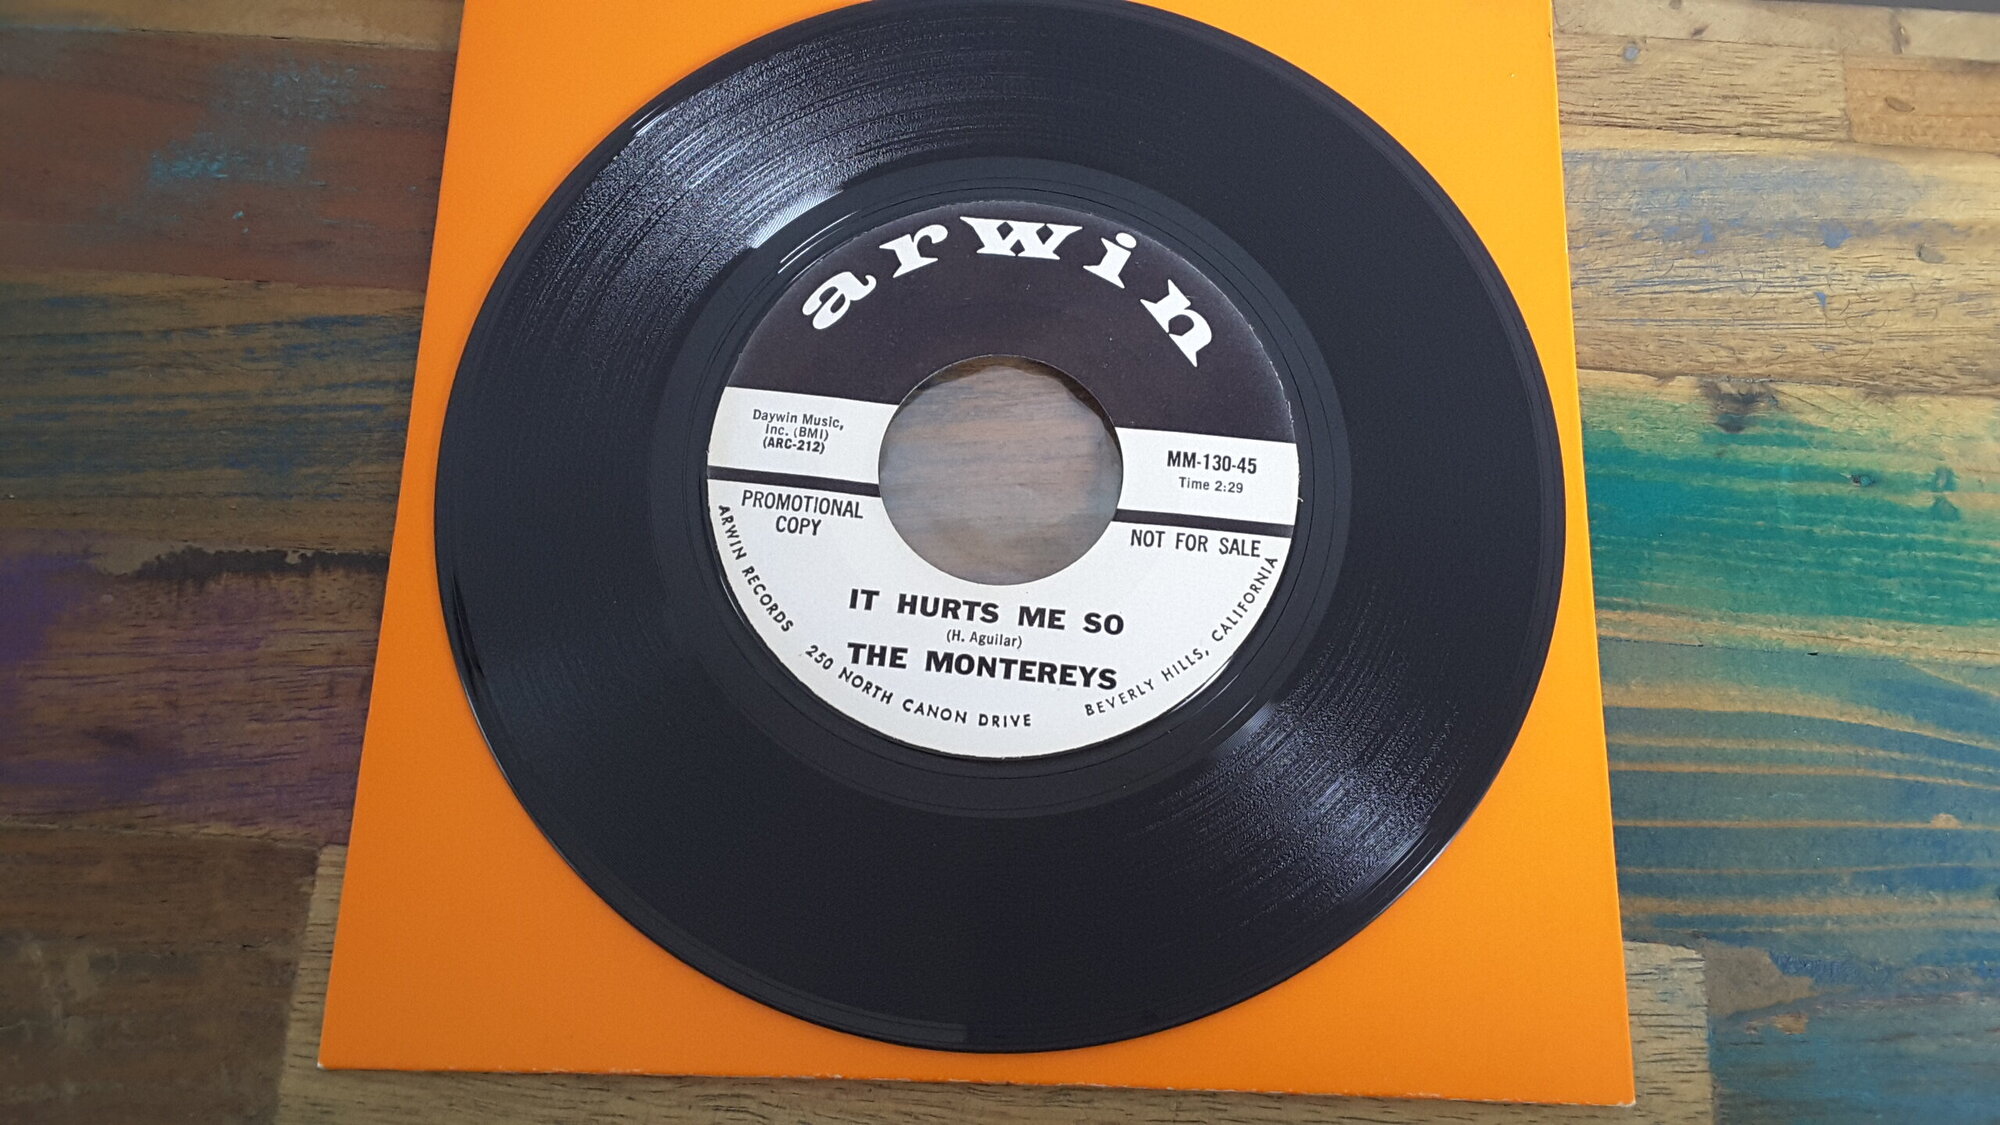 arwin
Daywin Music,
Inc. (BMI)
(ARC-212)
MM-130-45
Time 2:29
PROMOTIONAL
COPY
NOT FOR SALE
IT HURTS ME SO
(H. Aguilar)
THE MONTEREYS
ARWIN RECORDS 250 NORTH CANON DRIVE BEVERLY HILLS, CALIFORNIA